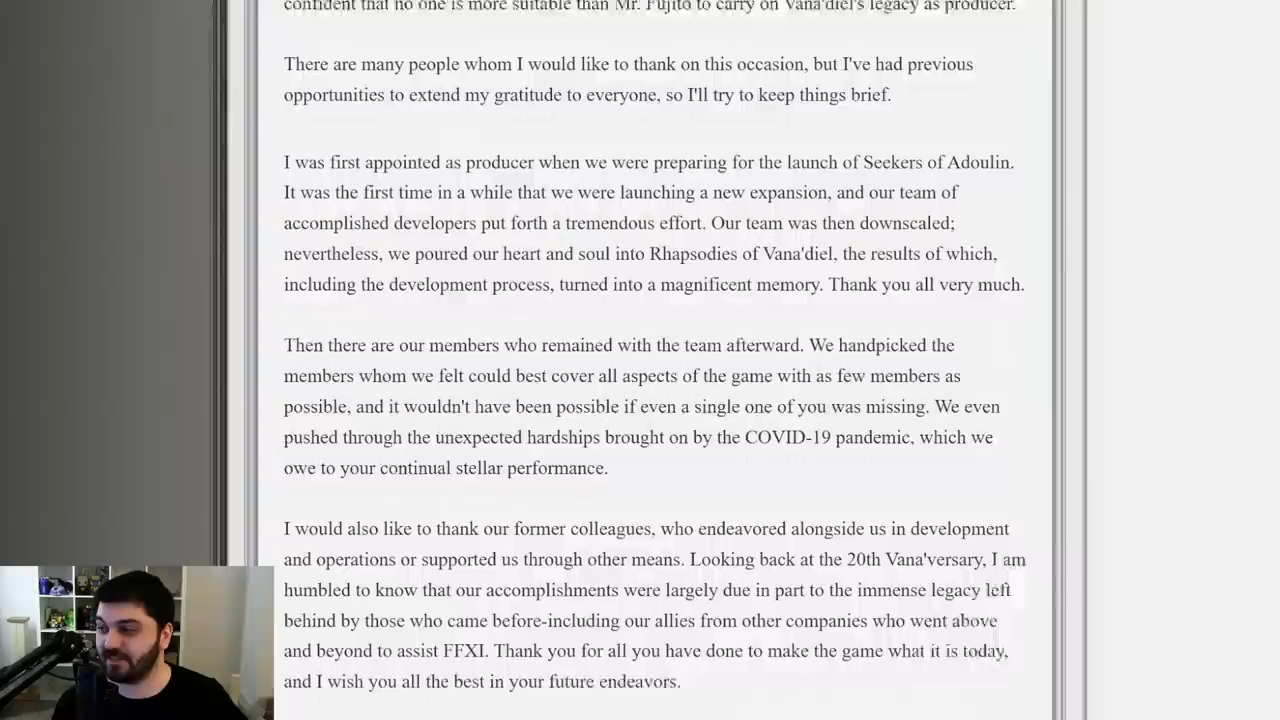 confident that no one is more suitable than Mr. Fujito to carry on Vana'diel's legacy as producer.
There are many people whom I would like to thank on this occasion, but I've had previous
opportunities to extend my gratitude to everyone, so I'll try to keep things brief.
I was first appointed as producer when we were preparing for the launch of Seekers of Adoulin.
It was the first time in a while that we were launching a new expansion, and our team of
accomplished developers put forth a tremendous effort. Our team was then downscaled;
nevertheless, we poured our heart and soul into Rhapsodies of Vana'diel, the results of which,
including the development process, turned into a magnificent memory. Thank you all very much.
Then there are our members who remained with the team afterward. We handpicked the
members whom we felt could best cover all aspects of the game with as few members as
possible, and it wouldn't have been possible if even a single one of you was missing. We even
pushed through the unexpected hardships brought on by the COVID-19 pandemic, which we
owe to your continual stellar performance.
I would also like to thank our former colleagues, who endeavored alongside us in development
and operations or supported us through other means. Looking back at the 20th Vana'versary, I am
humbled to know that our accomplishments were largely due in part to the immense legacy left
behind by those who came before-including our allies from other companies who went above
and beyond to assist FFXI. Thank you for all you have done to make the game what it is today,
and I wish you all the best in your future endeavors.